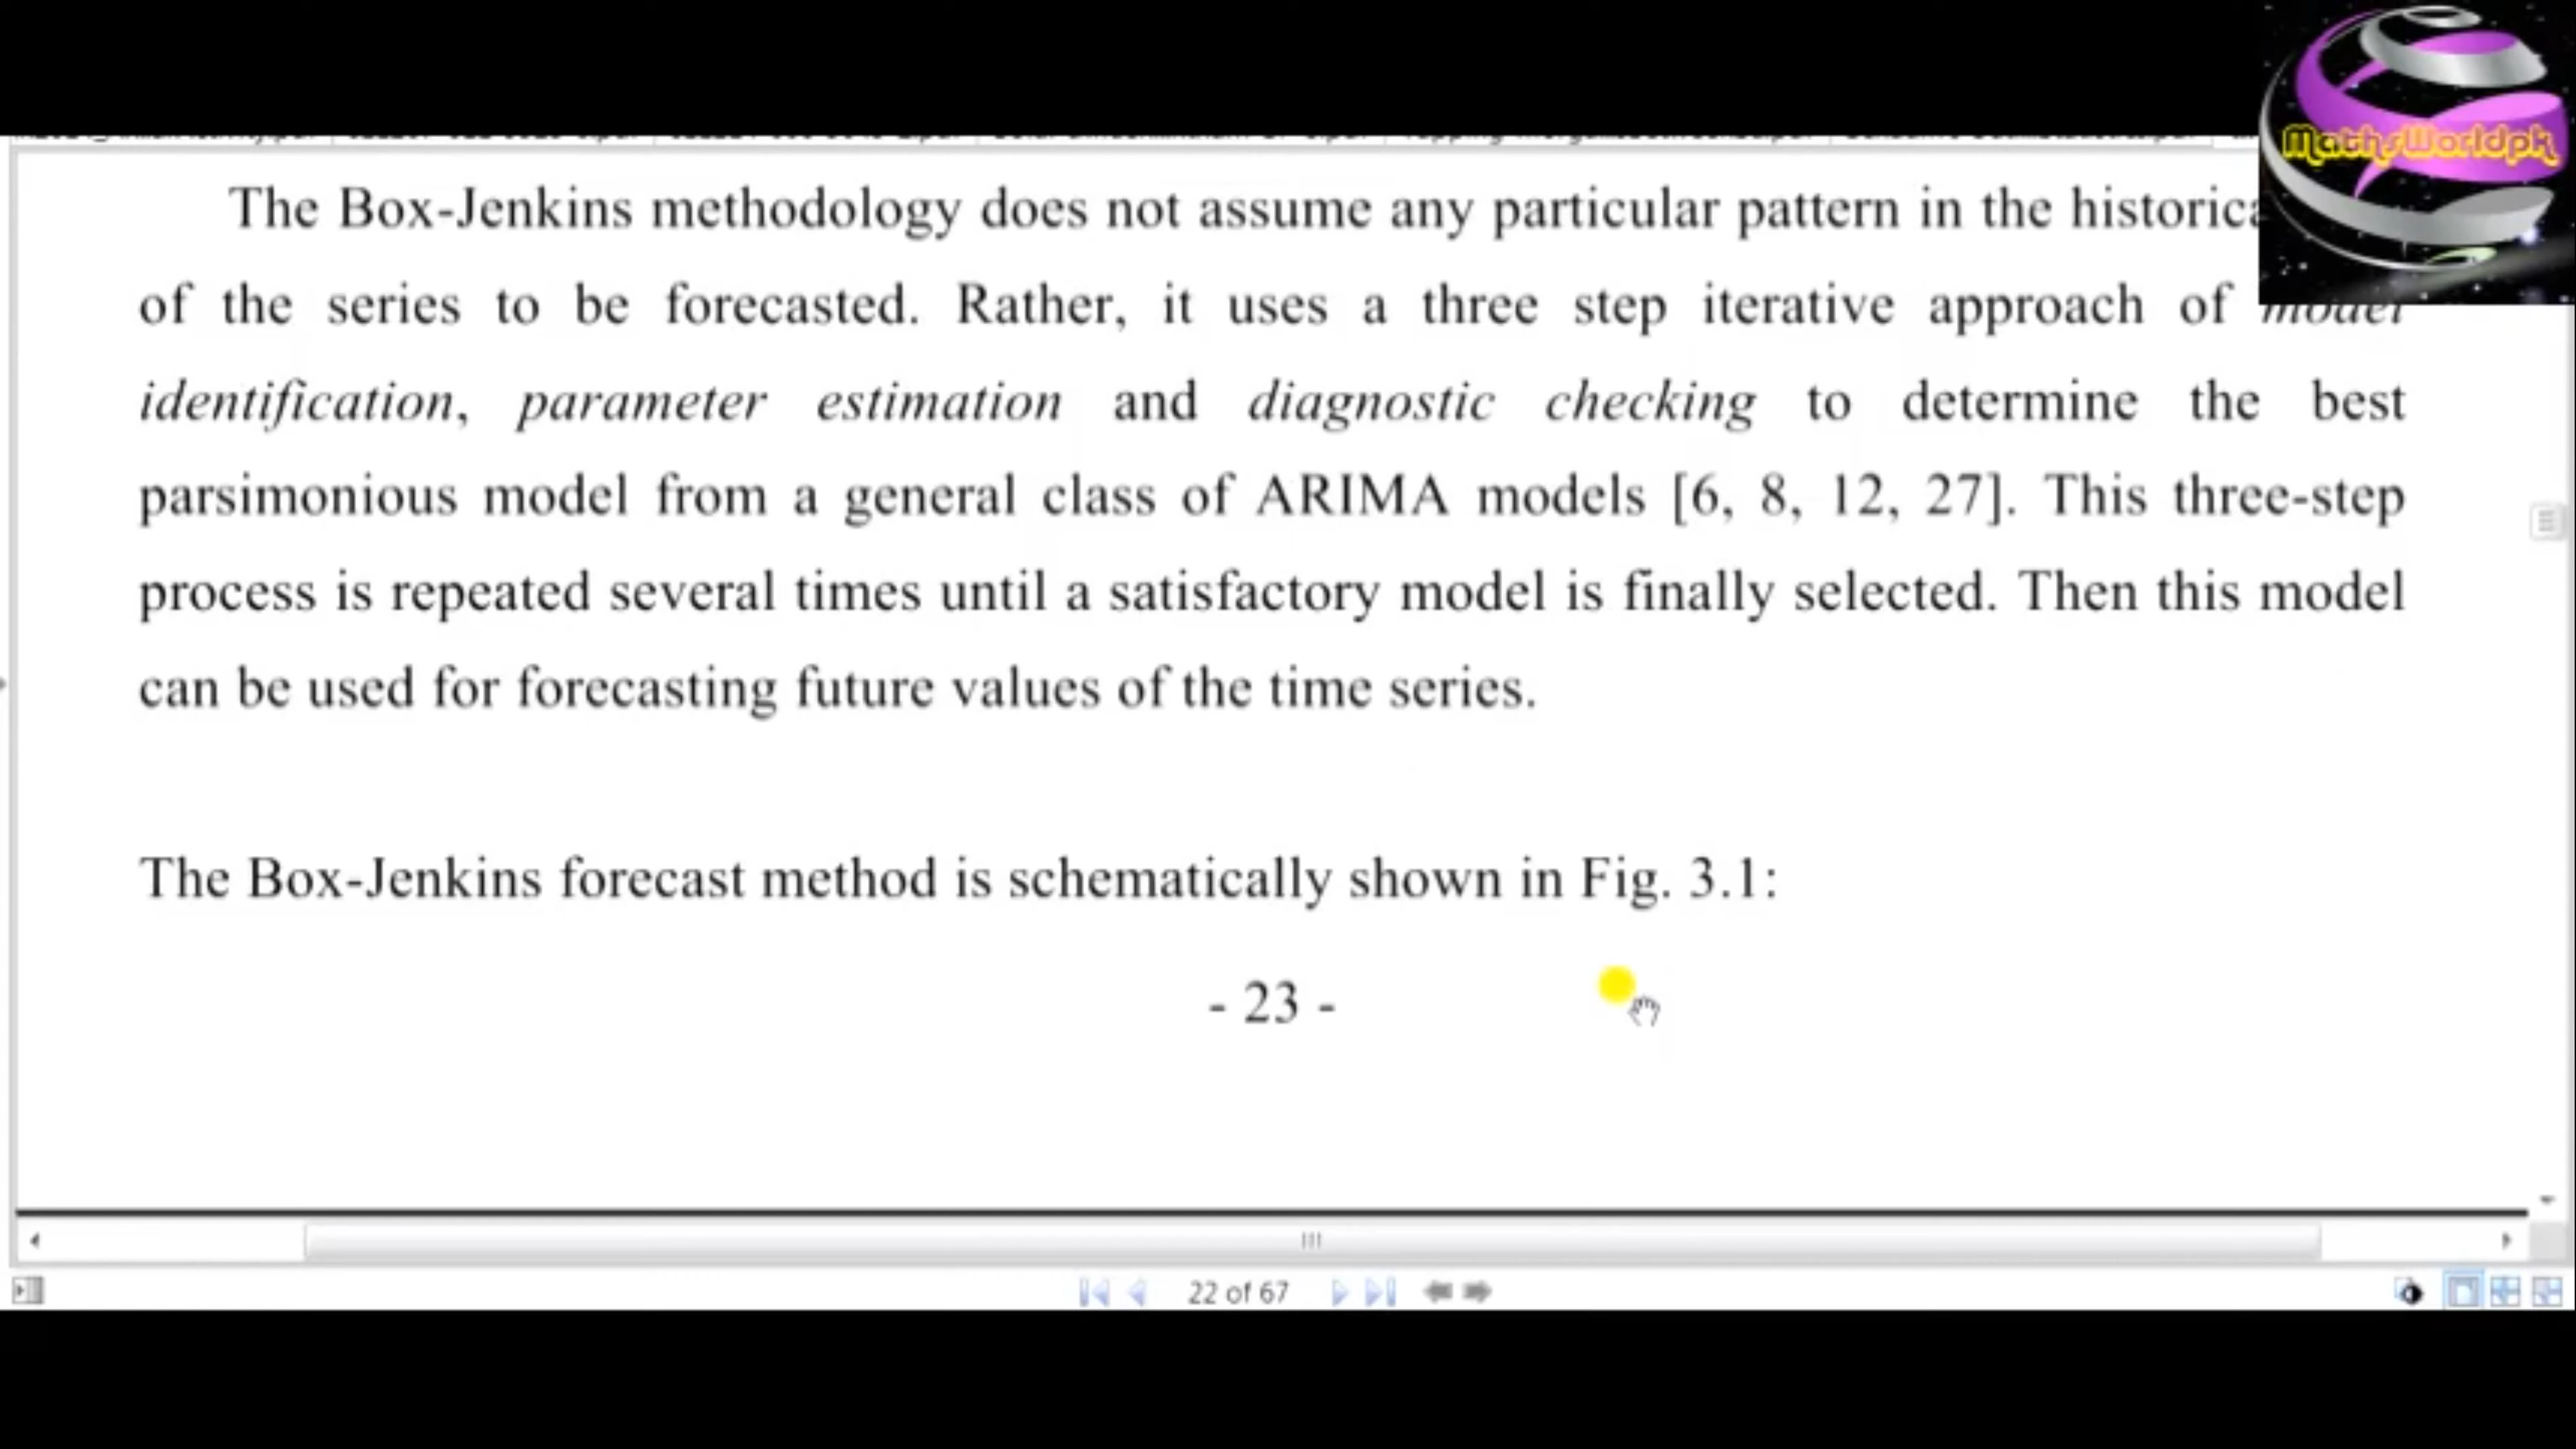 MathsWorldpk
The Box-Jenkins methodology does not assume any particular pattern in the
of the series to be forecasted. Rather, it uses a three step iterative approach of model
identification, parameter estimation and diagnostic checking to determine the best
parsimonious model from a general class of ARIMA models [6, 8, 12, 27]. This three-step
process is repeated several times until a satisfactory model is finally selected. Then this model
can be used for forecasting future values of the time series.
The Box-Jenkins forecast method is schematically shown in Fig. 3.1:
- 23 -
22 of 67